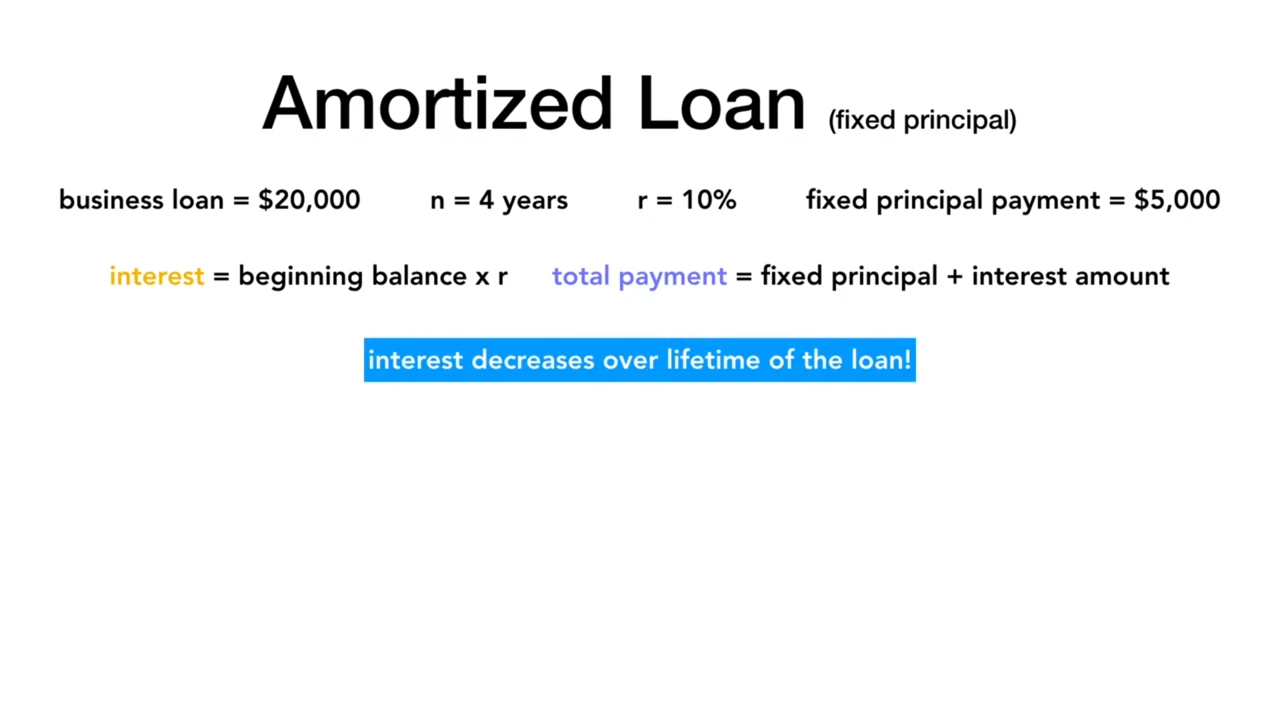 Amortized Loan (fixed principal)
business loan = $20,000 n = 4 years r = 10% fixed principal payment = $5,000
interest = beginning balance x r total payment = fixed principal + interest amount
interest decreases over lifetime of the loan!